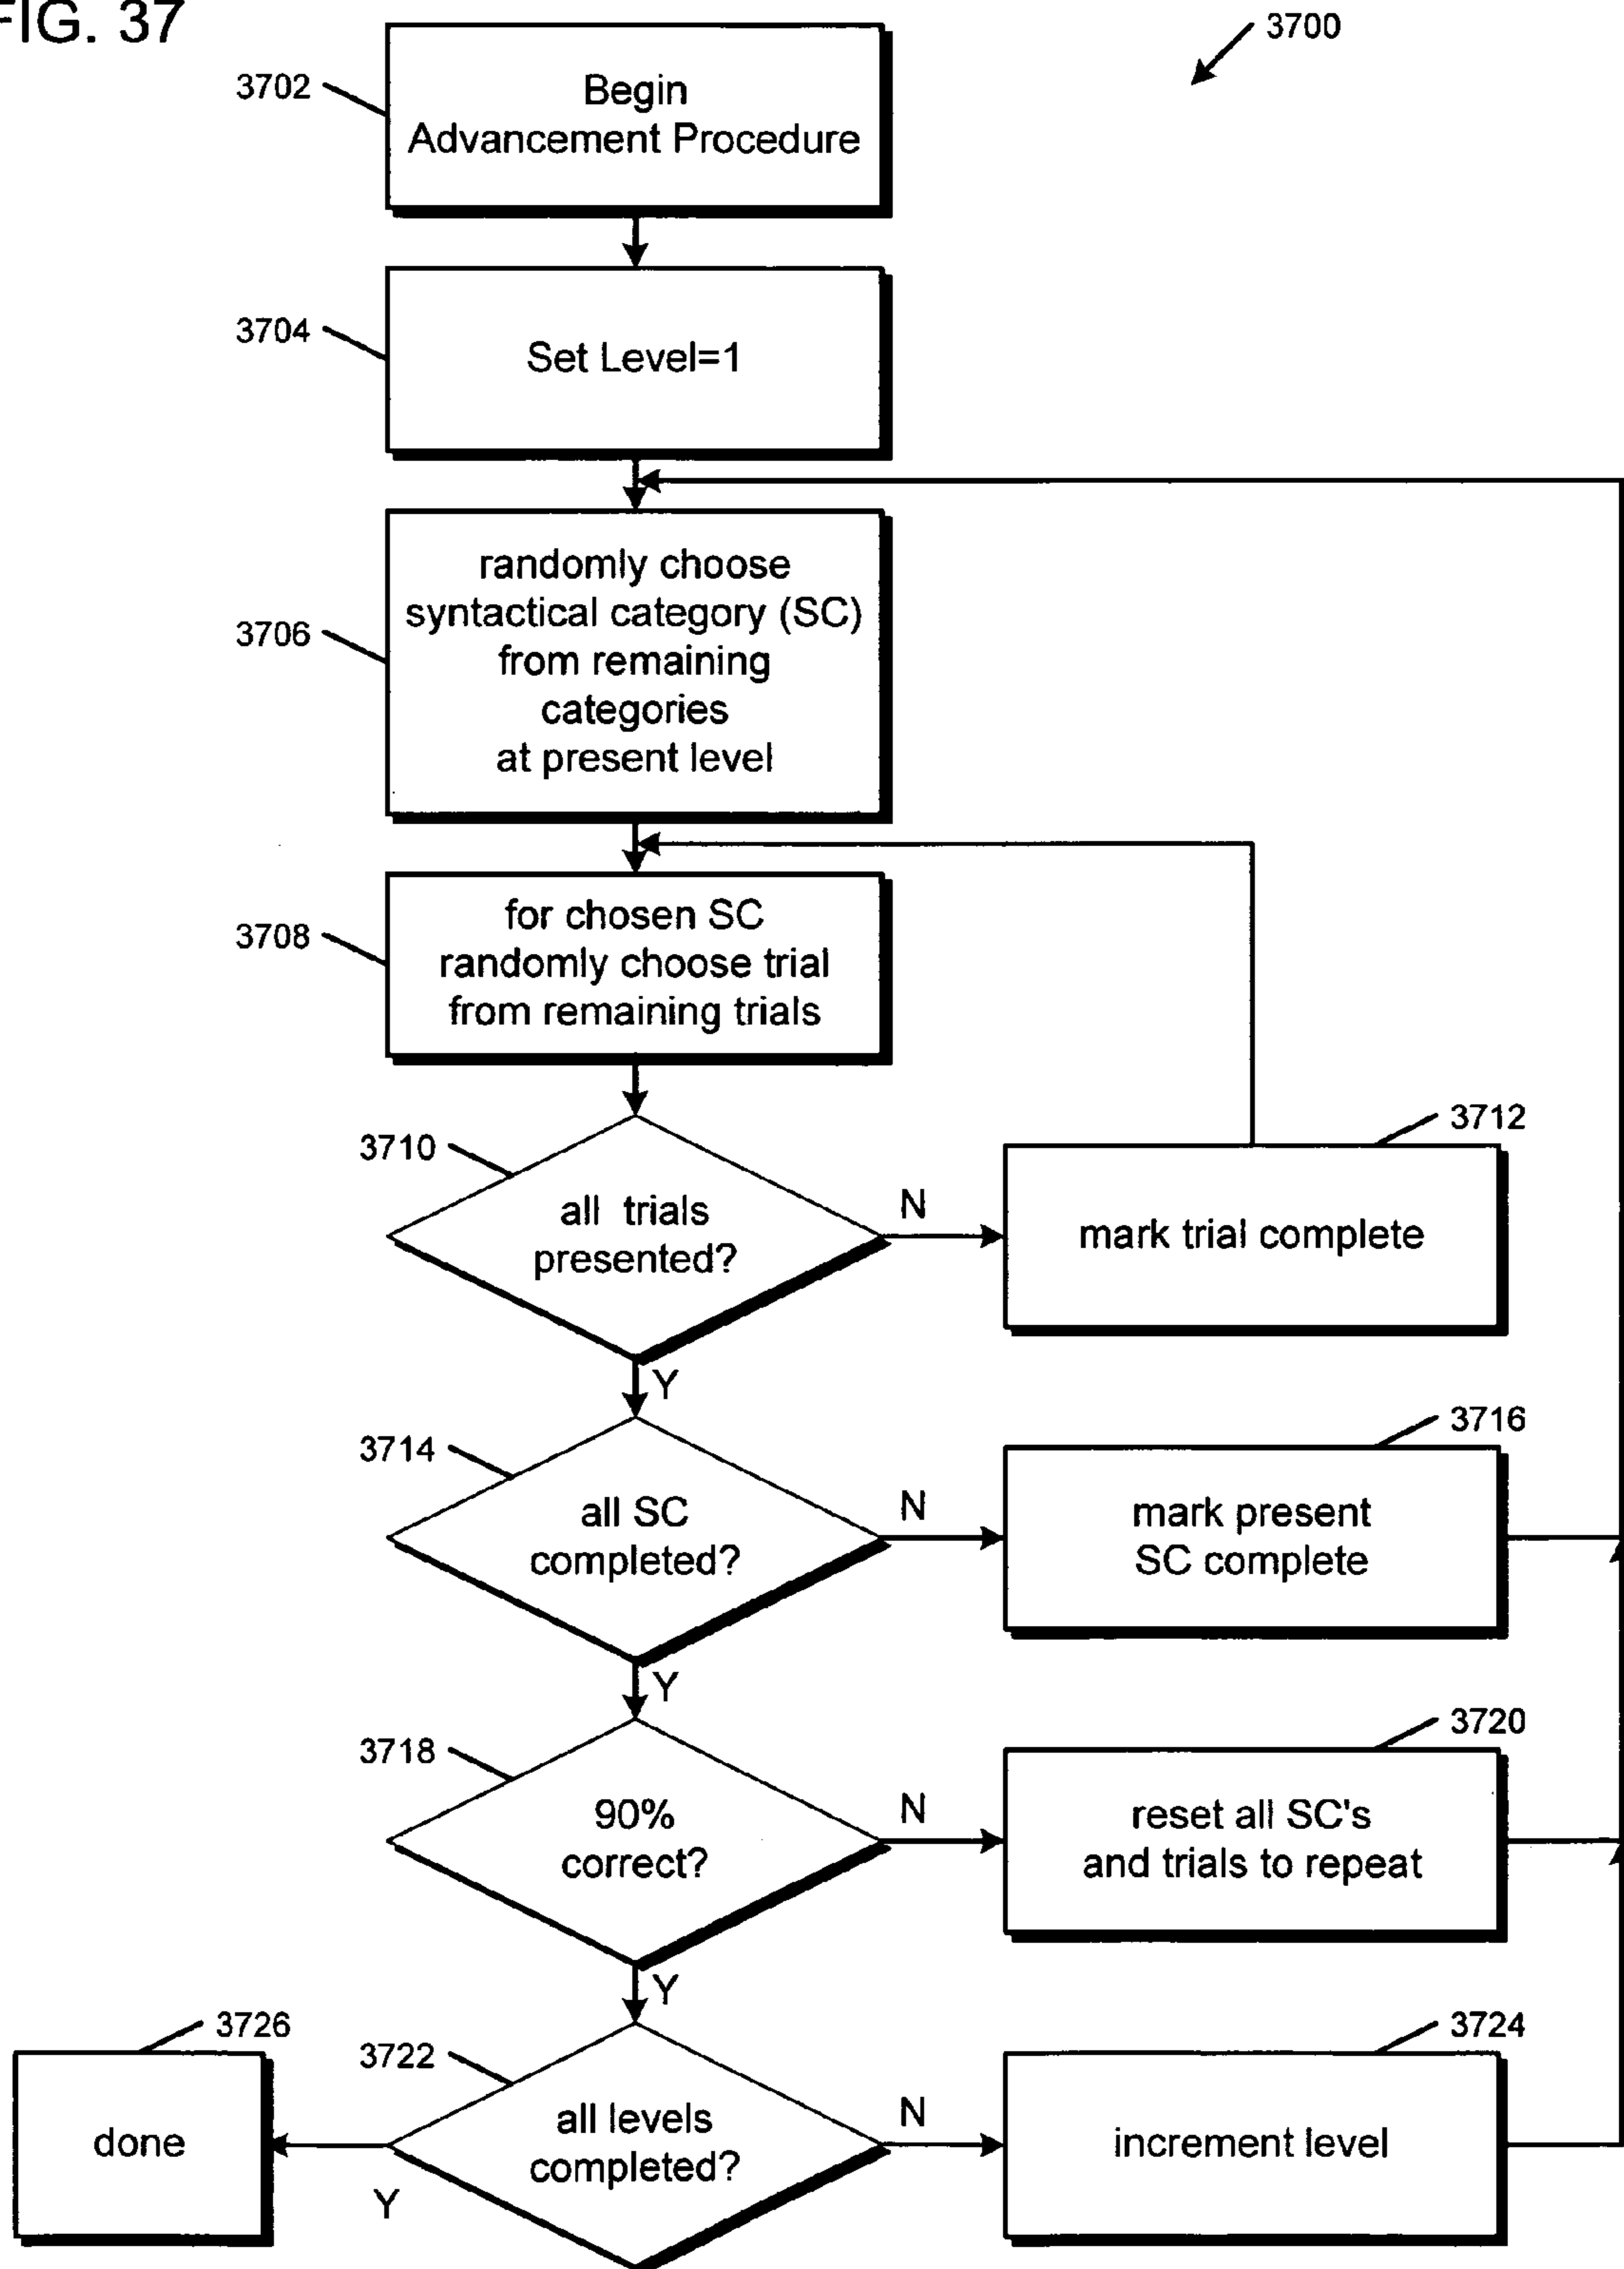 FIG. 37
3700
3702
Begin
Advancement Procedure
3704
Set Level=1
3706
randomly choose
syntactical category (SC)
from remaining
categories
at present level
3708
for chosen SC
randomly choose trial
from remaining trials
3710
all trials
presented?
N
3712
mark trial complete
Y
3714
all SC
completed?
N
3716
mark present
SC complete
Y
3718
90%
correct?
N
3720
reset all SC's
and trials to repeat
Y
3722
all levels
completed?
N
3724
increment level
Y
3726
done